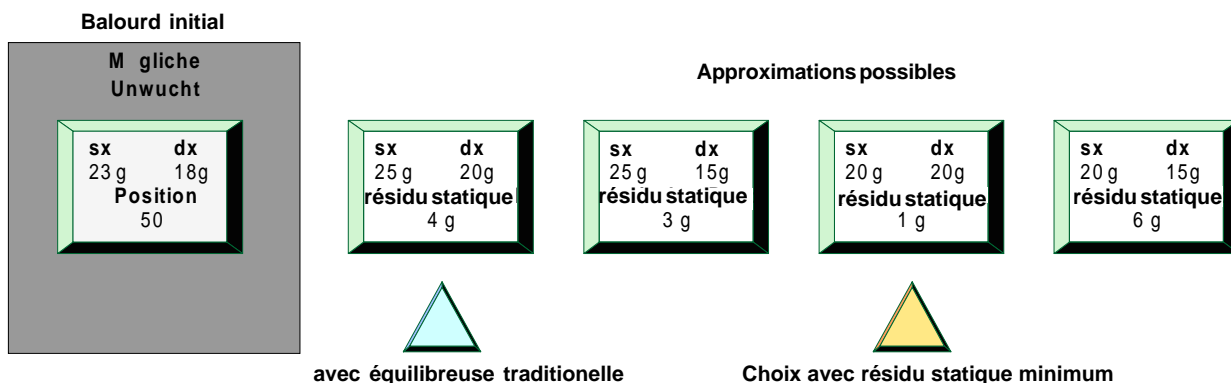 Balourd initial
M gliche
Unwucht
sx dx
23 g 18g
Position
50
Approximations possibles
sx dx
25 g 20g
résidu statique
4 g
sx dx
25 g 15g
résidu statique
3 g
sx dx
20 g 20g
résidu statique
1 g
sx dx
20 g 15g
résidu statique
6 g
avec équilibreuse traditionelle
Choix avec résidu statique minimum